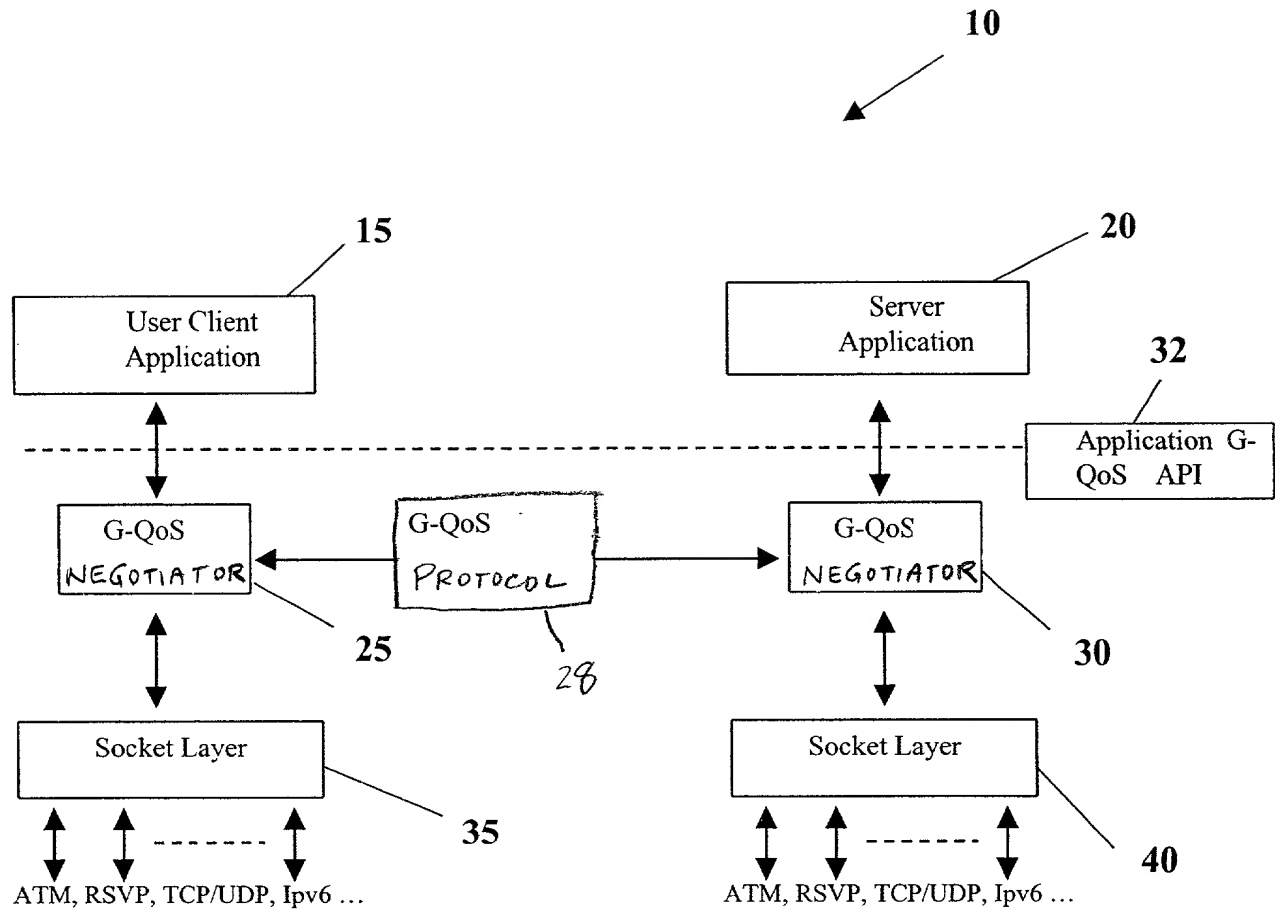 10
15
20
User Client
Application
Server
Application
32
Application G-
QoS API
G-QoS
NEGOTIATOR
G-QoS
PROTOCOL
G-QoS
NEGOTIATOR
25
28
30
Socket Layer
Socket Layer
35
40
ATM, RSVP, TCP/UDP, Ipv6 ...
ATM, RSVP, TCP/UDP, Ipv6 ...